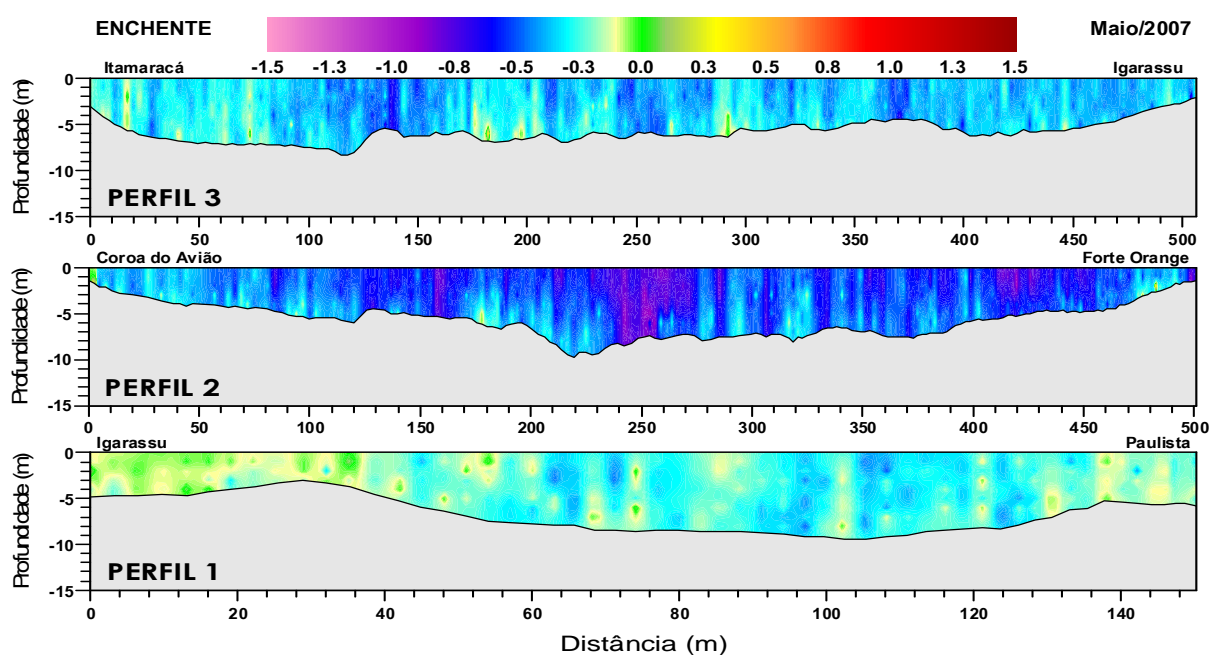 ENCHENTE
Maio/2007
Itamaracá -1.5 -1.3 -1.0 -0.8 -0.5 -0.3 0.0 0.3 0.5 0.8 1.0 1.3 1.5 Igarassu
Profundidade (m)
0
-5
-10
-15
PERFIL 3
0 50 100 150 200 250 300 350 400 450 500
Coroa do Avião
Forte Orange
Profundidade (m)
0
-5
-10
-15
PERFIL 2
0 50 100 150 200 250 300 350 400 450 500
Igarassu
Paulista
Profundidade (m)
0
-5
-10
-15
PERFIL 1
0 20 40 60 80 100 120 140
Distância (m)